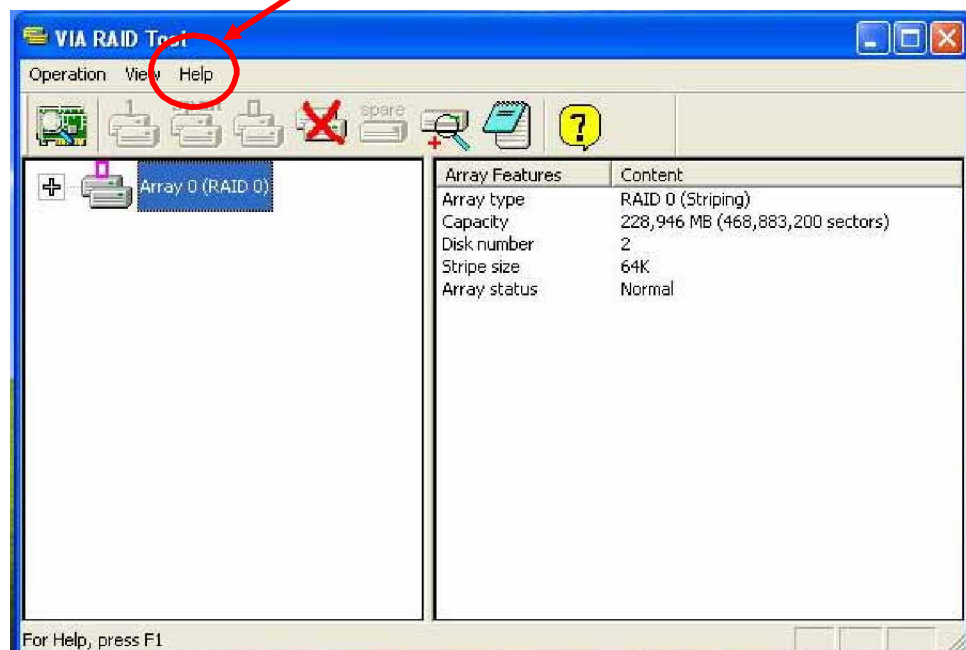 VIA RAID Tool
Operation View Help
spare
Array 0 (RAID 0)
Array Features Content
Array type RAID 0 (Striping)
Capacity 228,946 MB (468,883,200 sectors)
Disk number 2
Stripe size 64K
Array status Normal
For Help, press F1